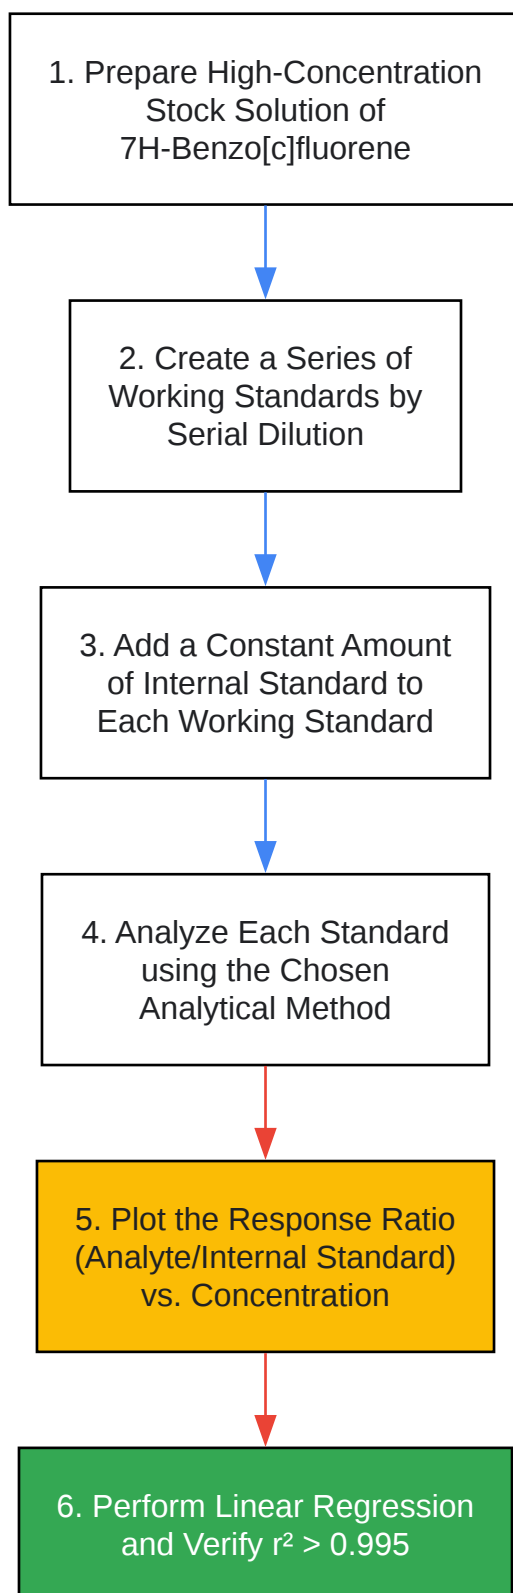 1. Prepare High-Concentration
Stock Solution of
7H-Benzo[c]fluorene
2. Create a Series of
Working Standards by
Serial Dilution
3. Add a Constant Amount
of Internal Standard to
Each Working Standard
4. Analyze Each Standard
using the Chosen
Analytical Method
5. Plot the Response Ratio
(Analyte/Internal Standard)
vs. Concentration
6. Perform Linear Regression
and Verify r² > 0.995